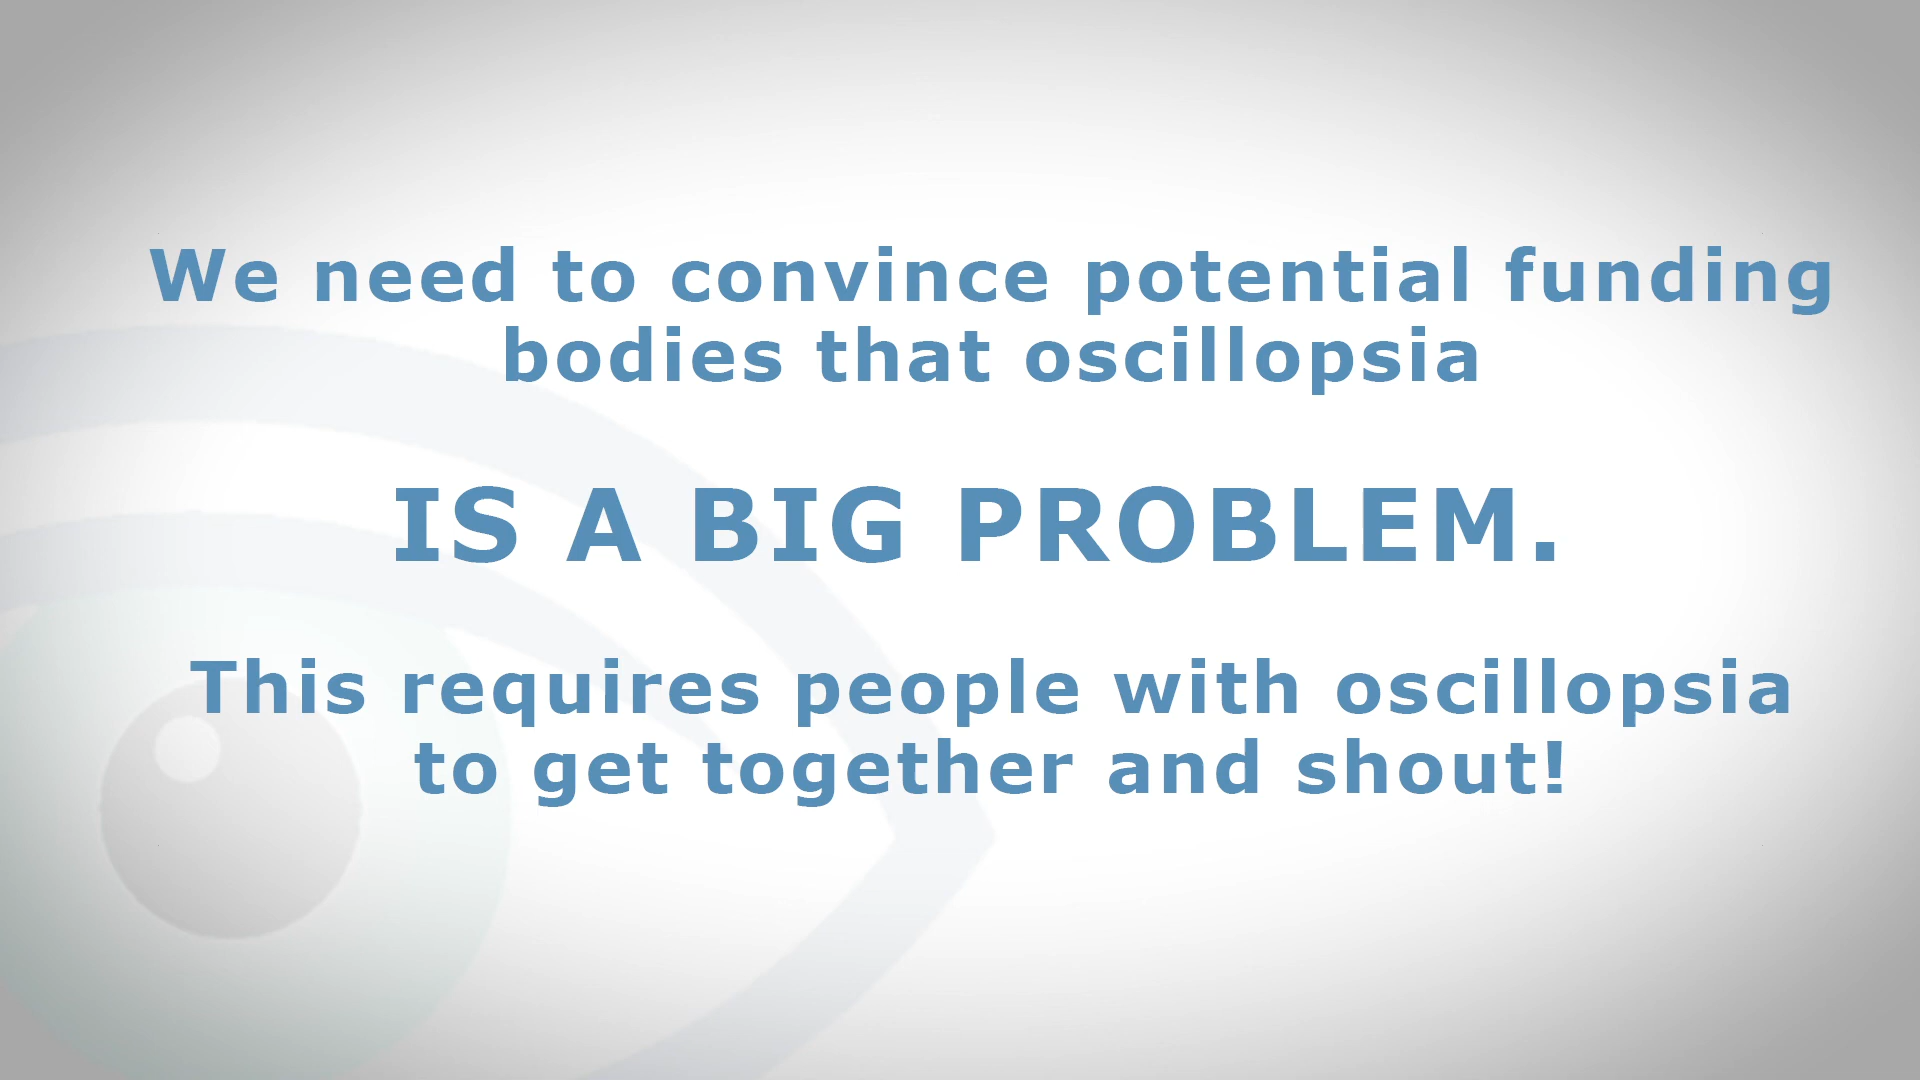 We need to convince potential funding
bodies that oscillopsia
IS A BIG PROBLEM.
This requires people with oscillopsia
to get together and shout!